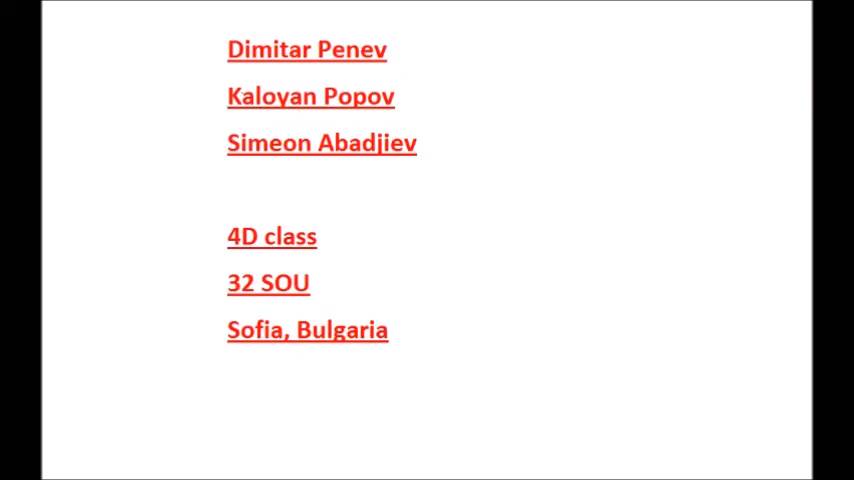 Dimitar Penev
Kaloyan Popov
Simeon Abadjiev
4D class
32 SOU
Sofia, Bulgaria